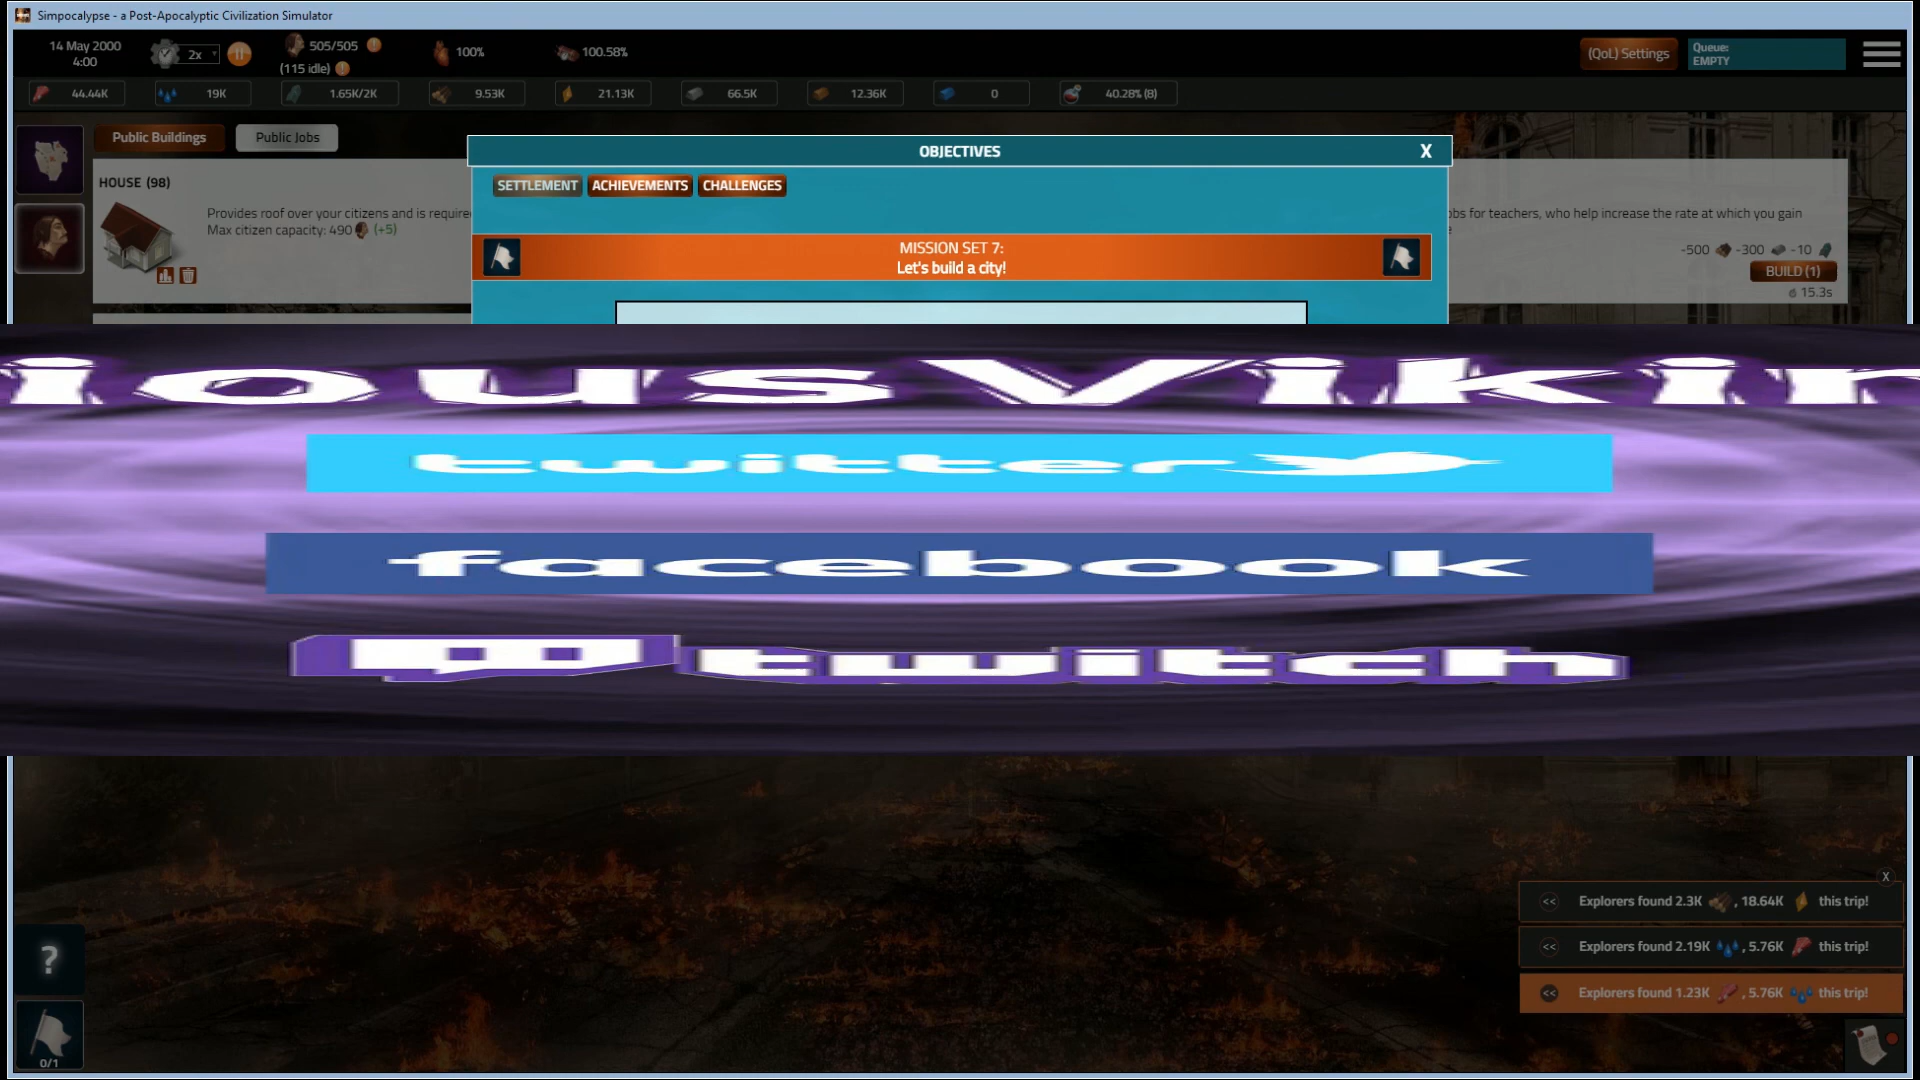 Simpocalypse - a Post-Apocalyptic Civilization Simulator
14 May 2000
4:00
2x
505/505
(115 idle)
100%
100.58%
(QoL) Settings
Queue:
EMPTY
44.44K
19K
1.65K/2K
9.53K
21.13K
66.5K
12.36K
0
40.28% (8)
Public Buildings
Public Jobs
OBJECTIVES
X
SETTLEMENT
ACHIEVEMENTS
CHALLENGES
HOUSE (98)
Provides roof over your citizens and is require
Max citizen capacity: 490 (+5)
MISSION SET 7:
Let's build a city!
obs for teachers, who help increase the rate at which you gain
-500 -300 -10
BUILD (1)
15.3s
iousVikin
twitter
facebook
twitch
X
<< Explorers found 2.3K , 18.64K this trip!
<< Explorers found 2.19K , 5.76K this trip!
<< Explorers found 1.23K , 5.76K this trip!
?
0/1